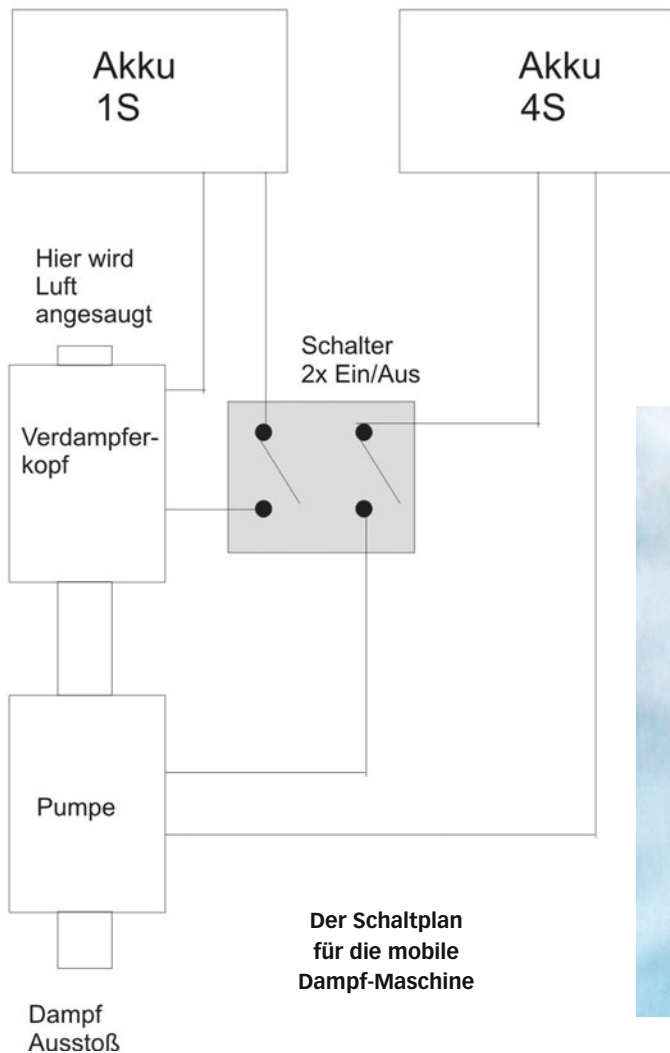 Akku
1S
Akku
4S
Hier wird
Luft
angesaugt
Schalter
2x Ein/Aus
Verdampfer-
kopf
Pumpe
Der Schaltplan
für die mobile
Dampf-Maschine
Dampf
Ausstoß